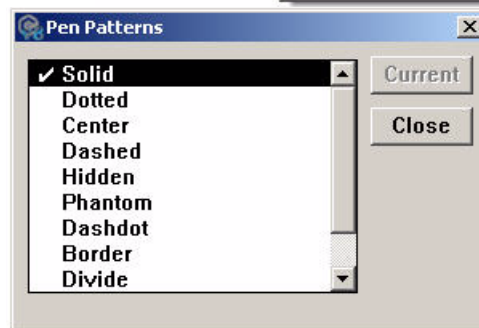 Pen Patterns
✔ Solid
Dotted
Center
Dashed
Hidden
Phantom
Dashdot
Border
Divide
Current
Close